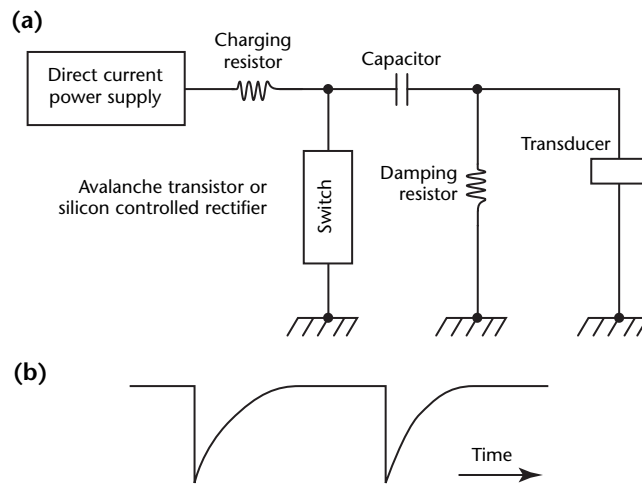 (a)
Direct current
power supply
Charging
resistor
Capacitor
Avalanche transistor or
silicon controlled rectifier
Switch
Damping
resistor
Transducer
(b)
Time